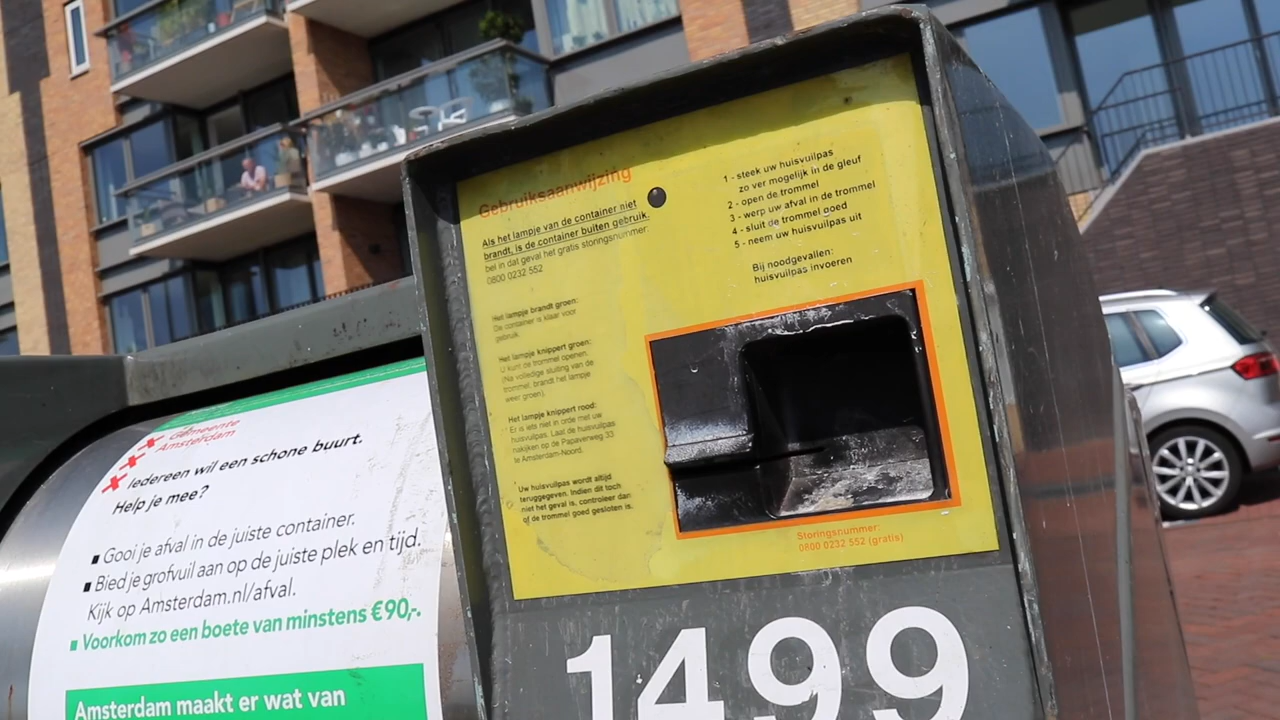 Gemeente
Amsterdam
Iedereen wil een schone buurt.
Help je mee?
▪ Gooi je afval in de juiste container.
▪ Bied je grofvuil aan op de juiste plek en tijd.
Kijk op Amsterdam.nl/afval.
▪ Voorkom zo een boete van minstens €90,-.
Amsterdam maakt er wat van
Gebruiksaanwijzing
Als het lampje van de container niet
brandt, is de container buiten gebruik.
bel in dat geval het gratis storingsnummer:
0800 0232 552
Het lampje brandt groen:
De container is klaar voor
gebruik.
Het lampje knippert groen:
U kunt de trommel openen.
(Na volledige sluiting van de
trommel, brandt het lampje
weer groen).
Het lampje knippert rood:
Er is iets niet in orde met uw
huisvuilpas. Laat de huisvuilpas
nakijken op de Papaverweg 33
te Amsterdam-Noord.
Uw huisvuilpas wordt altijd
teruggegeven. Indien dit toch
niet het geval is, controleer dan
of de trommel goed gesloten is.
1 - steek uw huisvuilpas
zo ver mogelijk in de gleuf
2 - open de trommel
3 - werp uw afval in de trommel
4 - sluit de trommel goed
5 - neem uw huisvuilpas uit
Bij noodgevallen:
huisvuilpas invoeren
Storingsnummer:
0800 0232 552 (gratis)
1499